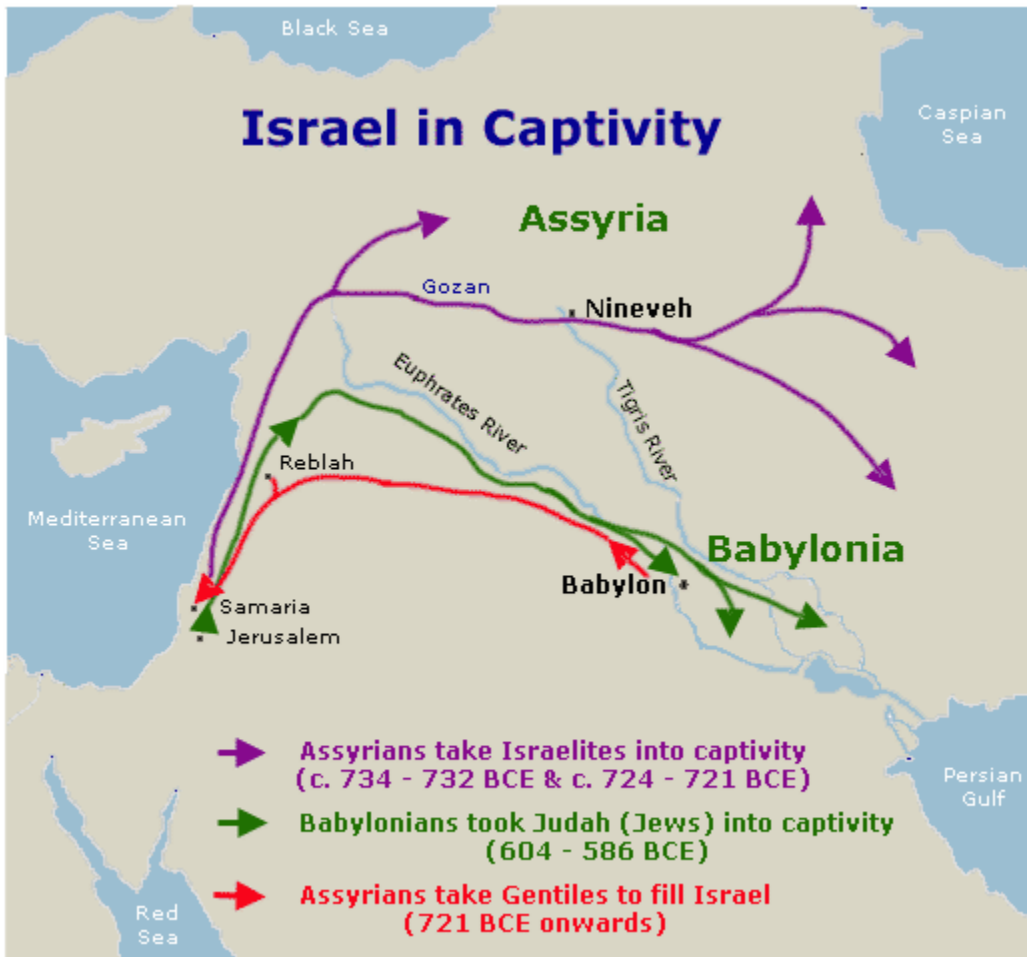 Black Sea
Caspian
Sea
Israel in Captivity
Assyria
Gozan
Nineveh
Euphrates River
Tigris River
Reblah
Mediterranean
Sea
Babylonia
Babylon
Samaria
Jerusalem
Assyrians take Israelites into captivity
(c. 734 - 732 BCE & c. 724 - 721 BCE)
Persian
Gulf
Babylonians took Judah (Jews) into captivity
(604 - 586 BCE)
Assyrians take Gentiles to fill Israel
(721 BCE onwards)
Red
Sea